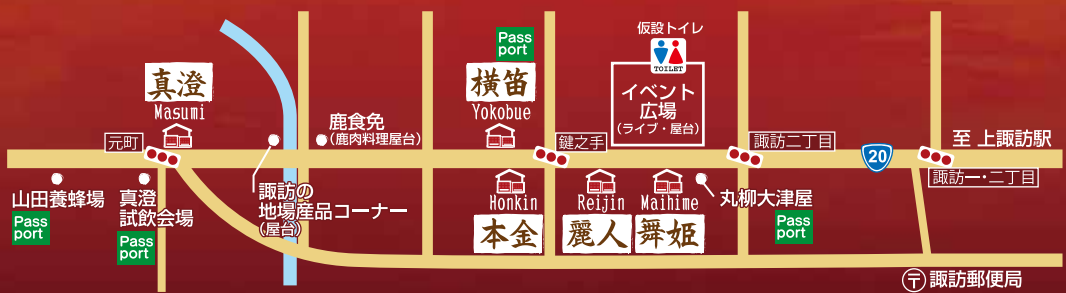 仮設トイレ
TOILET
Pass
port
真澄
Masumi
横笛
Yokobue
イベント
広場
(ライブ・屋台)
鹿食免
(鹿肉料理屋台)
元町
鍵之手
諏訪二丁目
20
至 上諏訪駅
諏訪一・二丁目
山田養蜂場
Pass
port
真澄
試飲会場
Pass
port
諏訪の
地場産品コーナー
(屋台)
Honkin
本金
Reijin
麗人
Maihime
舞姫
丸柳大津屋
Pass
port
〒諏訪郵便局